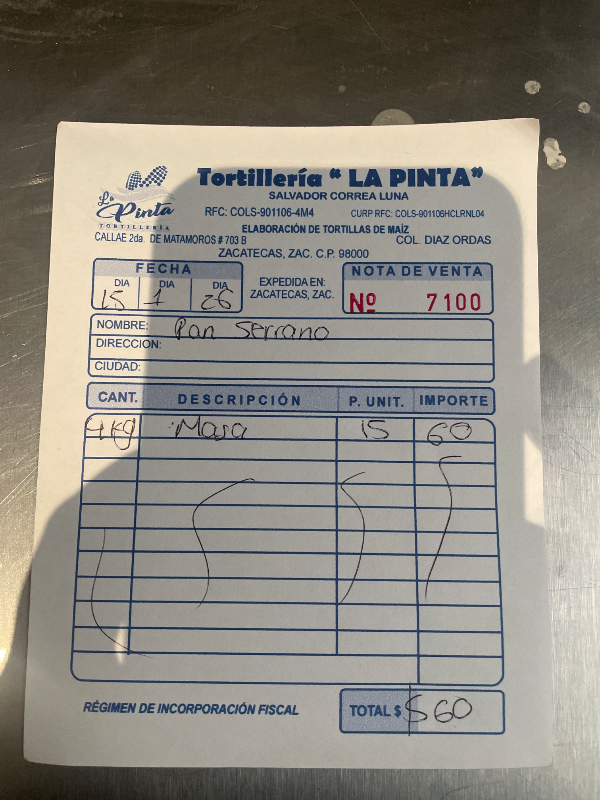 La Pinta
TORTILLERÍA
Tortillería “ LA PINTA”
SALVADOR CORREA LUNA
RFC: COLS-901106-4M4 CURP RFC: COLS-901106HCLRNL04
ELABORACIÓN DE TORTILLAS DE MAÍZ
CALLAE 2da. DE MATAMOROS # 703 B COL. DIAZ ORDAS
ZACATECAS, ZAC. C.P. 98000
FECHA
DIA DIA DIA
15 1 26
EXPEDIDA EN:
ZACATECAS, ZAC.
NOTA DE VENTA
Nº 7100
NOMBRE: Pan Serrano
DIRECCION:
CIUDAD:
CANT. DESCRIPCIÓN P. UNIT. IMPORTE
4kg Masa 15 60
RÉGIMEN DE INCORPORACIÓN FISCAL
TOTAL $ $60